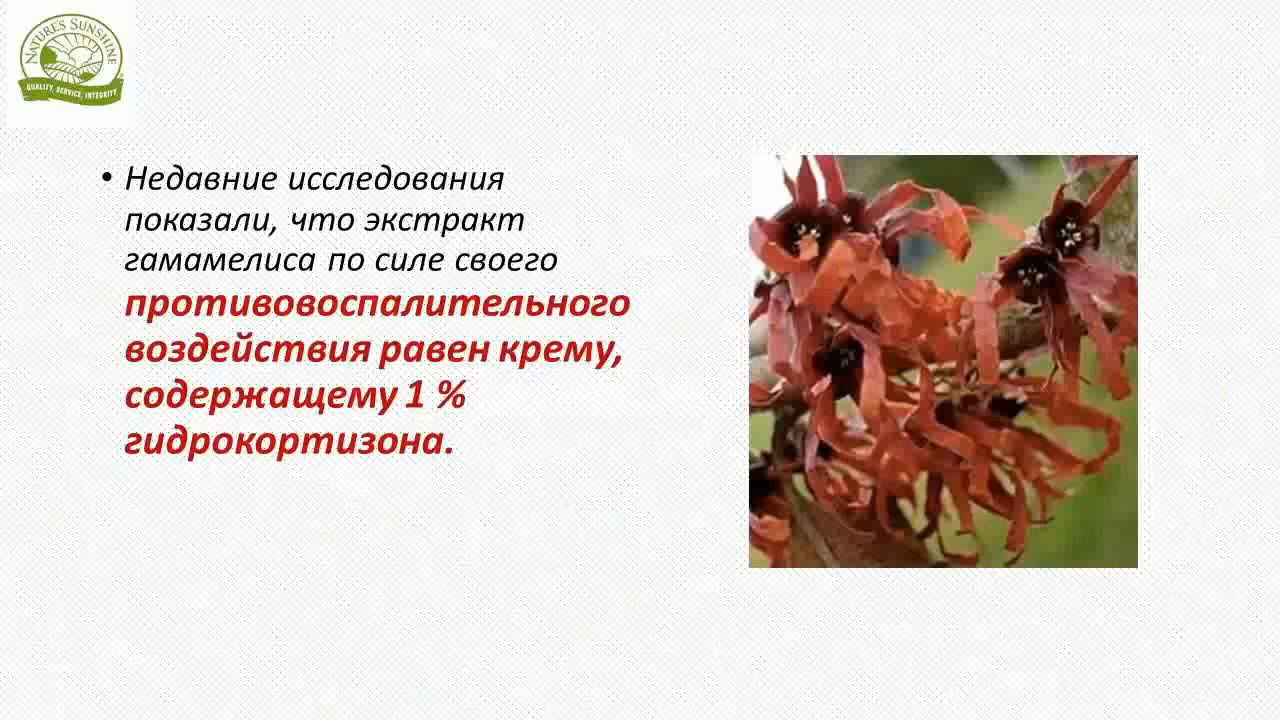 NATURE'S SUNSHINE
QUALITY, SERVICE, INTEGRITY
• Недавние исследования
показали, что экстракт
гамамелиса по силе своего
противовоспалительного
воздействия равен крему,
содержащему 1 %
гидрокортизона.